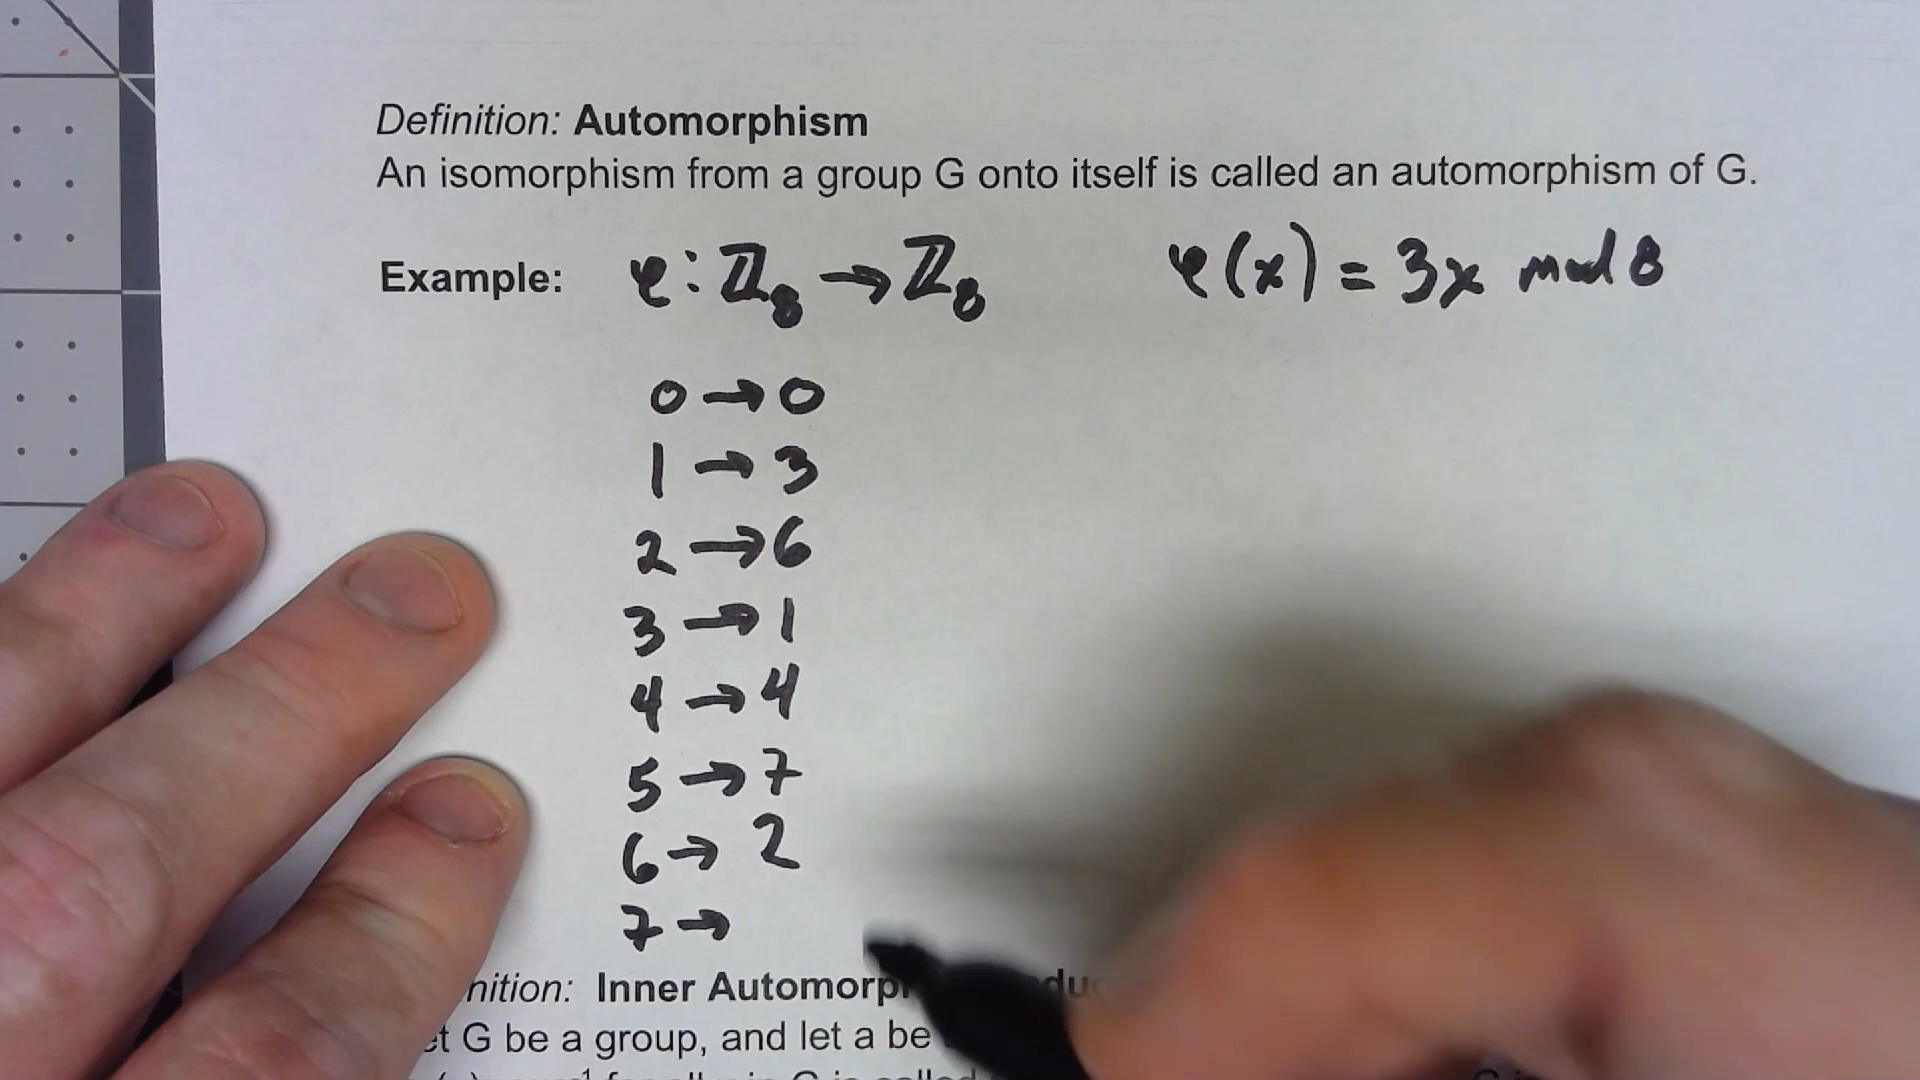 Definition: Automorphism
An isomorphism from a group G onto itself is called an automorphism of G.
Example: φ: ℤ₈ → ℤ₈ φ(x) = 3x mod 8
0 → 0
1 → 3
2 → 6
3 → 1
4 → 4
5 → 7
6 → 2
7 →
nition: Inner Automorp
G be a group, and let a be